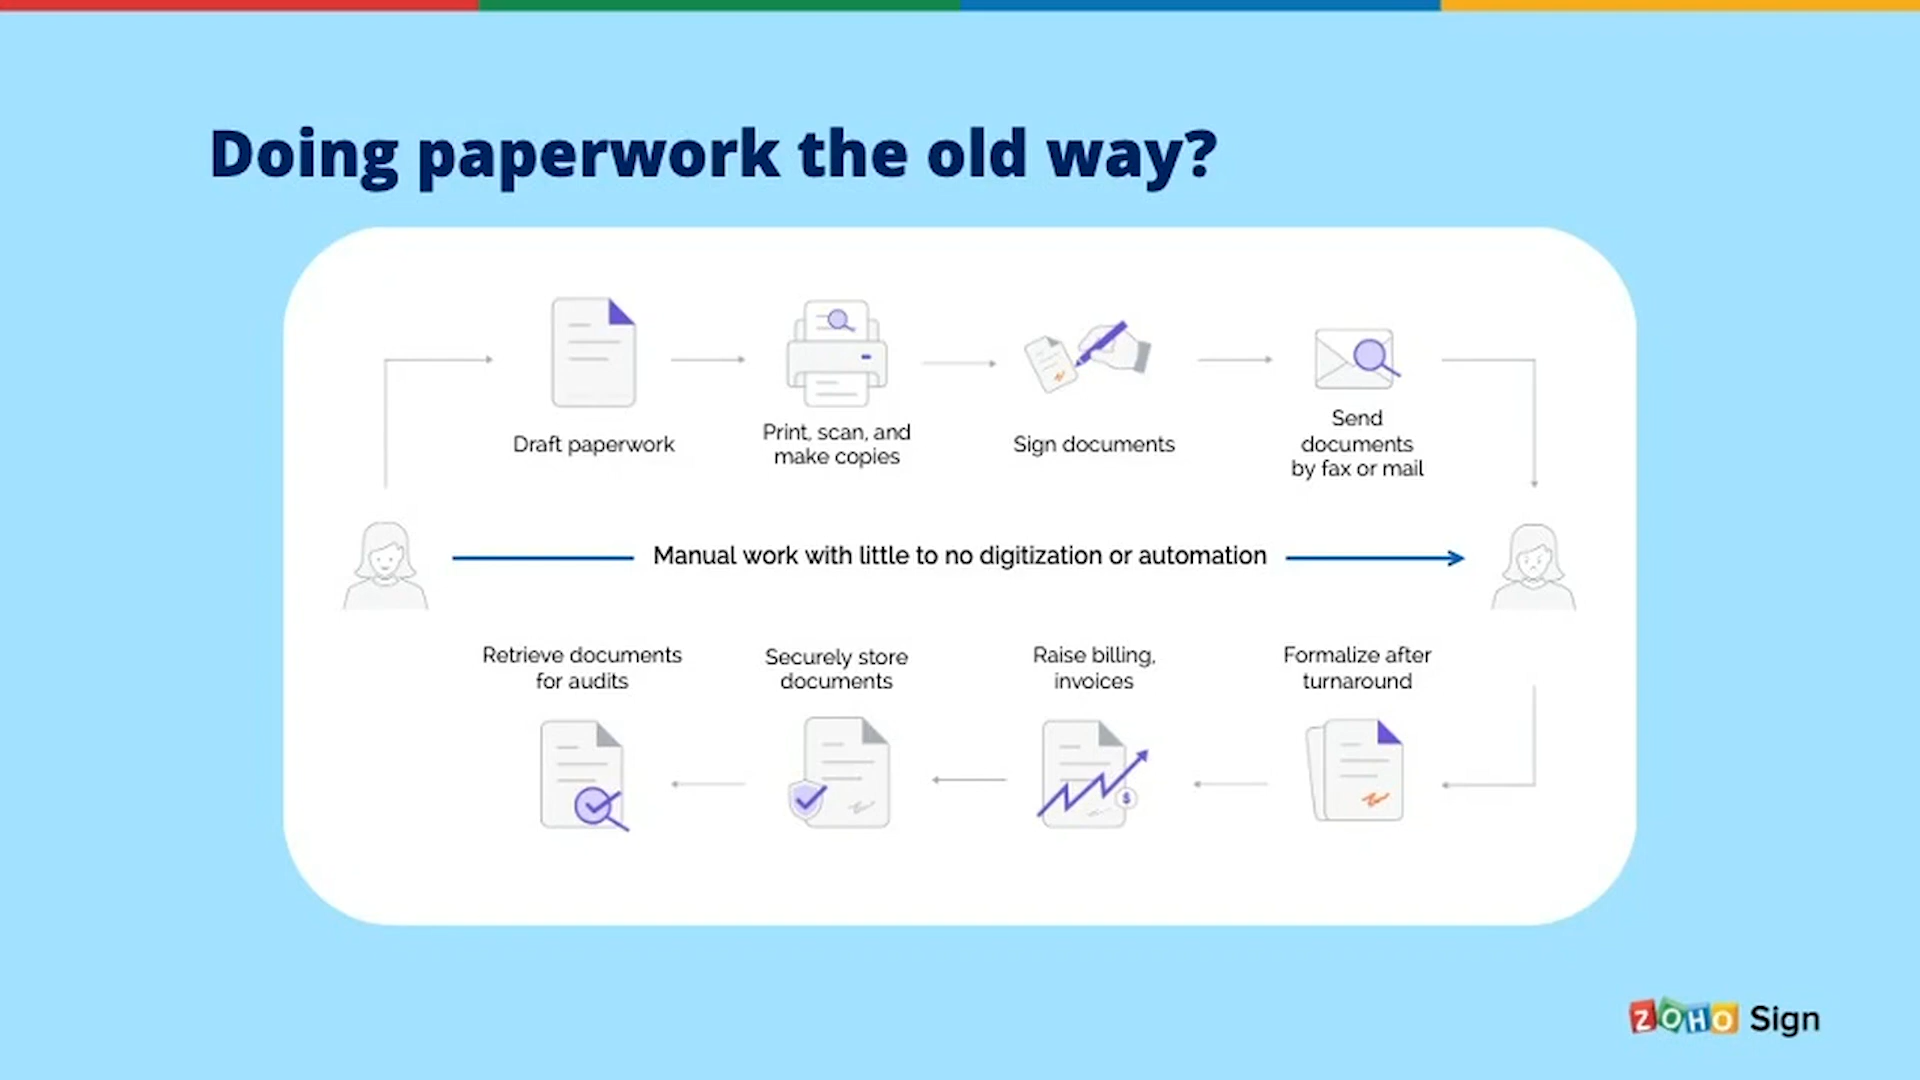 Doing paperwork the old way?
Draft paperwork
Print, scan, and
make copies
Sign documents
Send
documents
by fax or mail
Manual work with little to no digitization or automation
Retrieve documents
for audits
Securely store
documents
Raise billing,
invoices
$
Formalize after
turnaround
ZOHO Sign